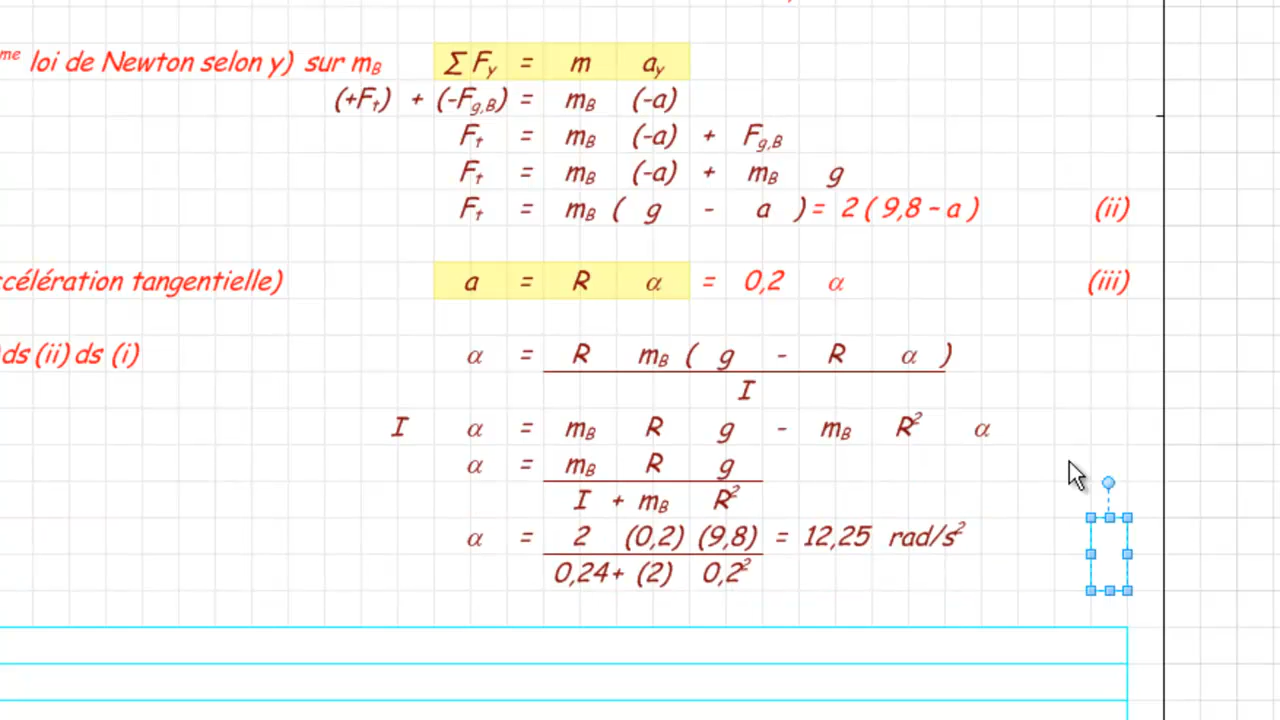 me loi de Newton selon y) sur mB ΣFy = m ay
(+Ft) + (-Fg,B) = mB (-a)
Ft = mB (-a) + Fg,B
Ft = mB (-a) + mB g
Ft = mB ( g - a ) = 2 ( 9,8 - a ) (ii)
ccélération tangentielle) a = R α = 0,2 α (iii)
ds (ii) ds (i) α = R mB ( g - R α )
I
I α = mB R g - mB R² α
α = mB R g
I + mB R²
α = 2 (0,2) (9,8) = 12,25 rad/s²
0,24 + (2) 0,2²